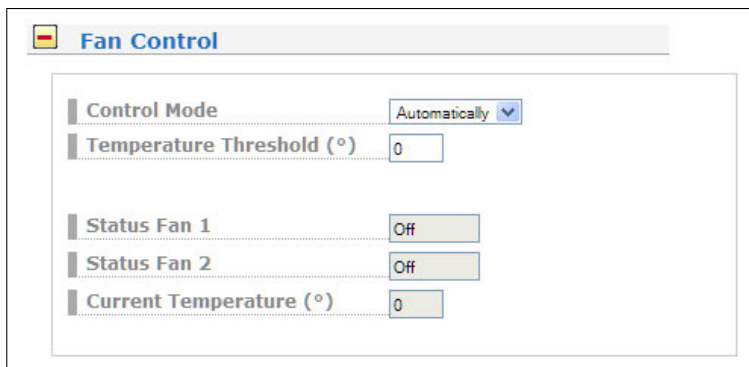 Fan Control
Control Mode Automatically
Temperature Threshold (°) 0
Status Fan 1 Off
Status Fan 2 Off
Current Temperature (°) 0